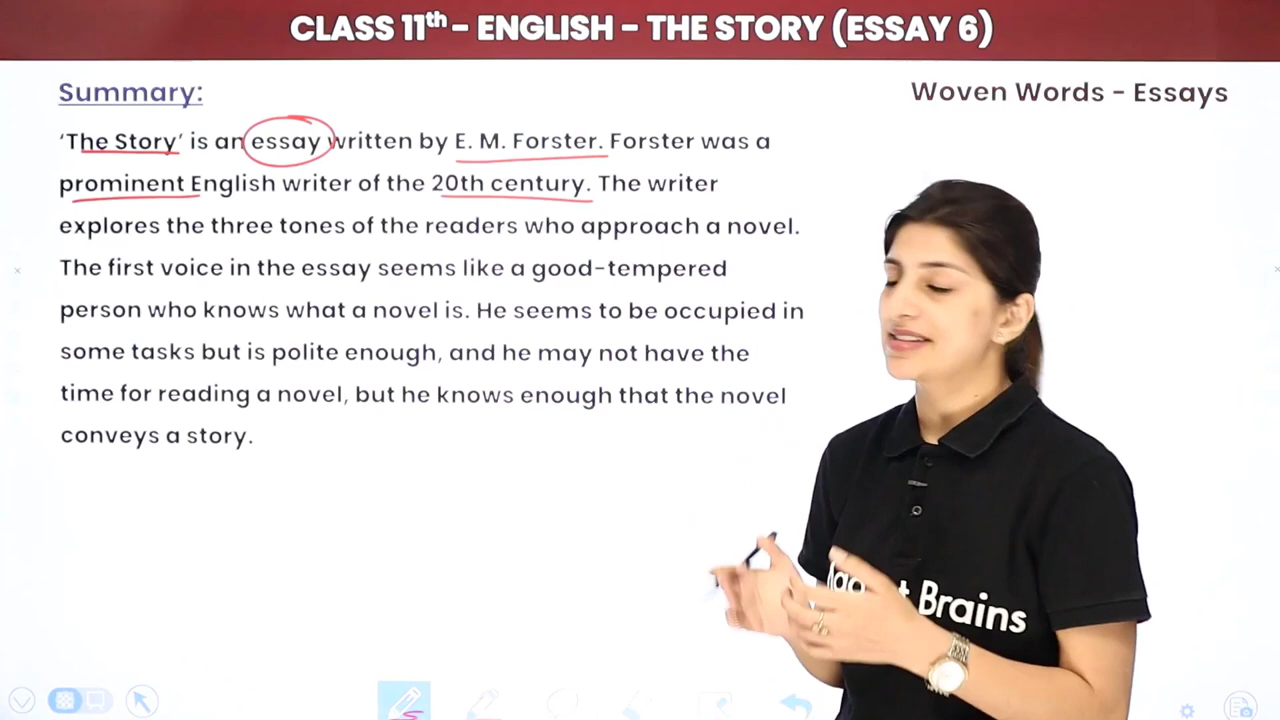 CLASS 11th - ENGLISH - THE STORY (ESSAY 6)
Summary:
Woven Words - Essays
‘The Story’ is an essay written by E. M. Forster. Forster was a
prominent English writer of the 20th century. The writer
explores the three tones of the readers who approach a novel.
The first voice in the essay seems like a good-tempered
person who knows what a novel is. He seems to be occupied in
some tasks but is polite enough, and he may not have the
time for reading a novel, but he knows enough that the novel
conveys a story.
Brains